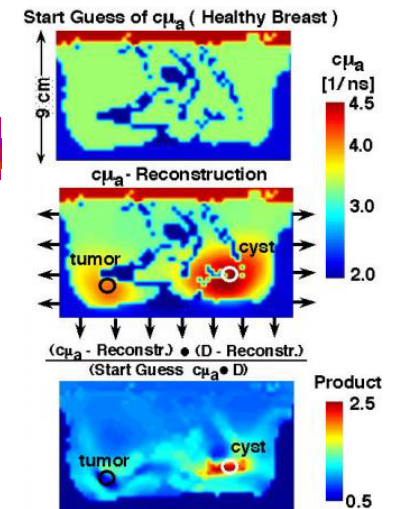 Start Guess of cμa ( Healthy Breast )
9 cm
cμa
[1/ns]
4.5
4.0
3.0
2.0
cμa - Reconstruction
tumor
cyst
(cμa - Reconstr.) ● (D - Reconstr.)
(Start Guess cμa● D)
Product
2.5
0.5
tumor
cyst